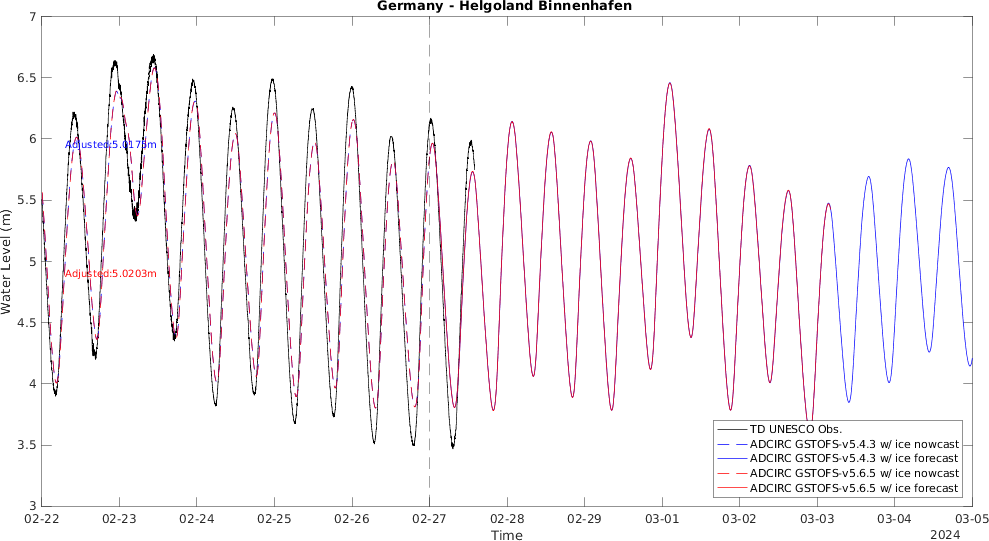 Germany - Helgoland Binnenhafen
7
6.5
6
5.5
5
4.5
4
3.5
3
Water Level (m)
Adjusted:5.0173m
Adjusted:5.0203m
TD UNESCO Obs.
ADCIRC GSTOFS-v5.4.3 w/ ice nowcast
ADCIRC GSTOFS-v5.4.3 w/ ice forecast
ADCIRC GSTOFS-v5.6.5 w/ ice nowcast
ADCIRC GSTOFS-v5.6.5 w/ ice forecast
02-22 02-23 02-24 02-25 02-26 02-27 02-28 02-29 03-01 03-02 03-03 03-04 03-05
Time
2024